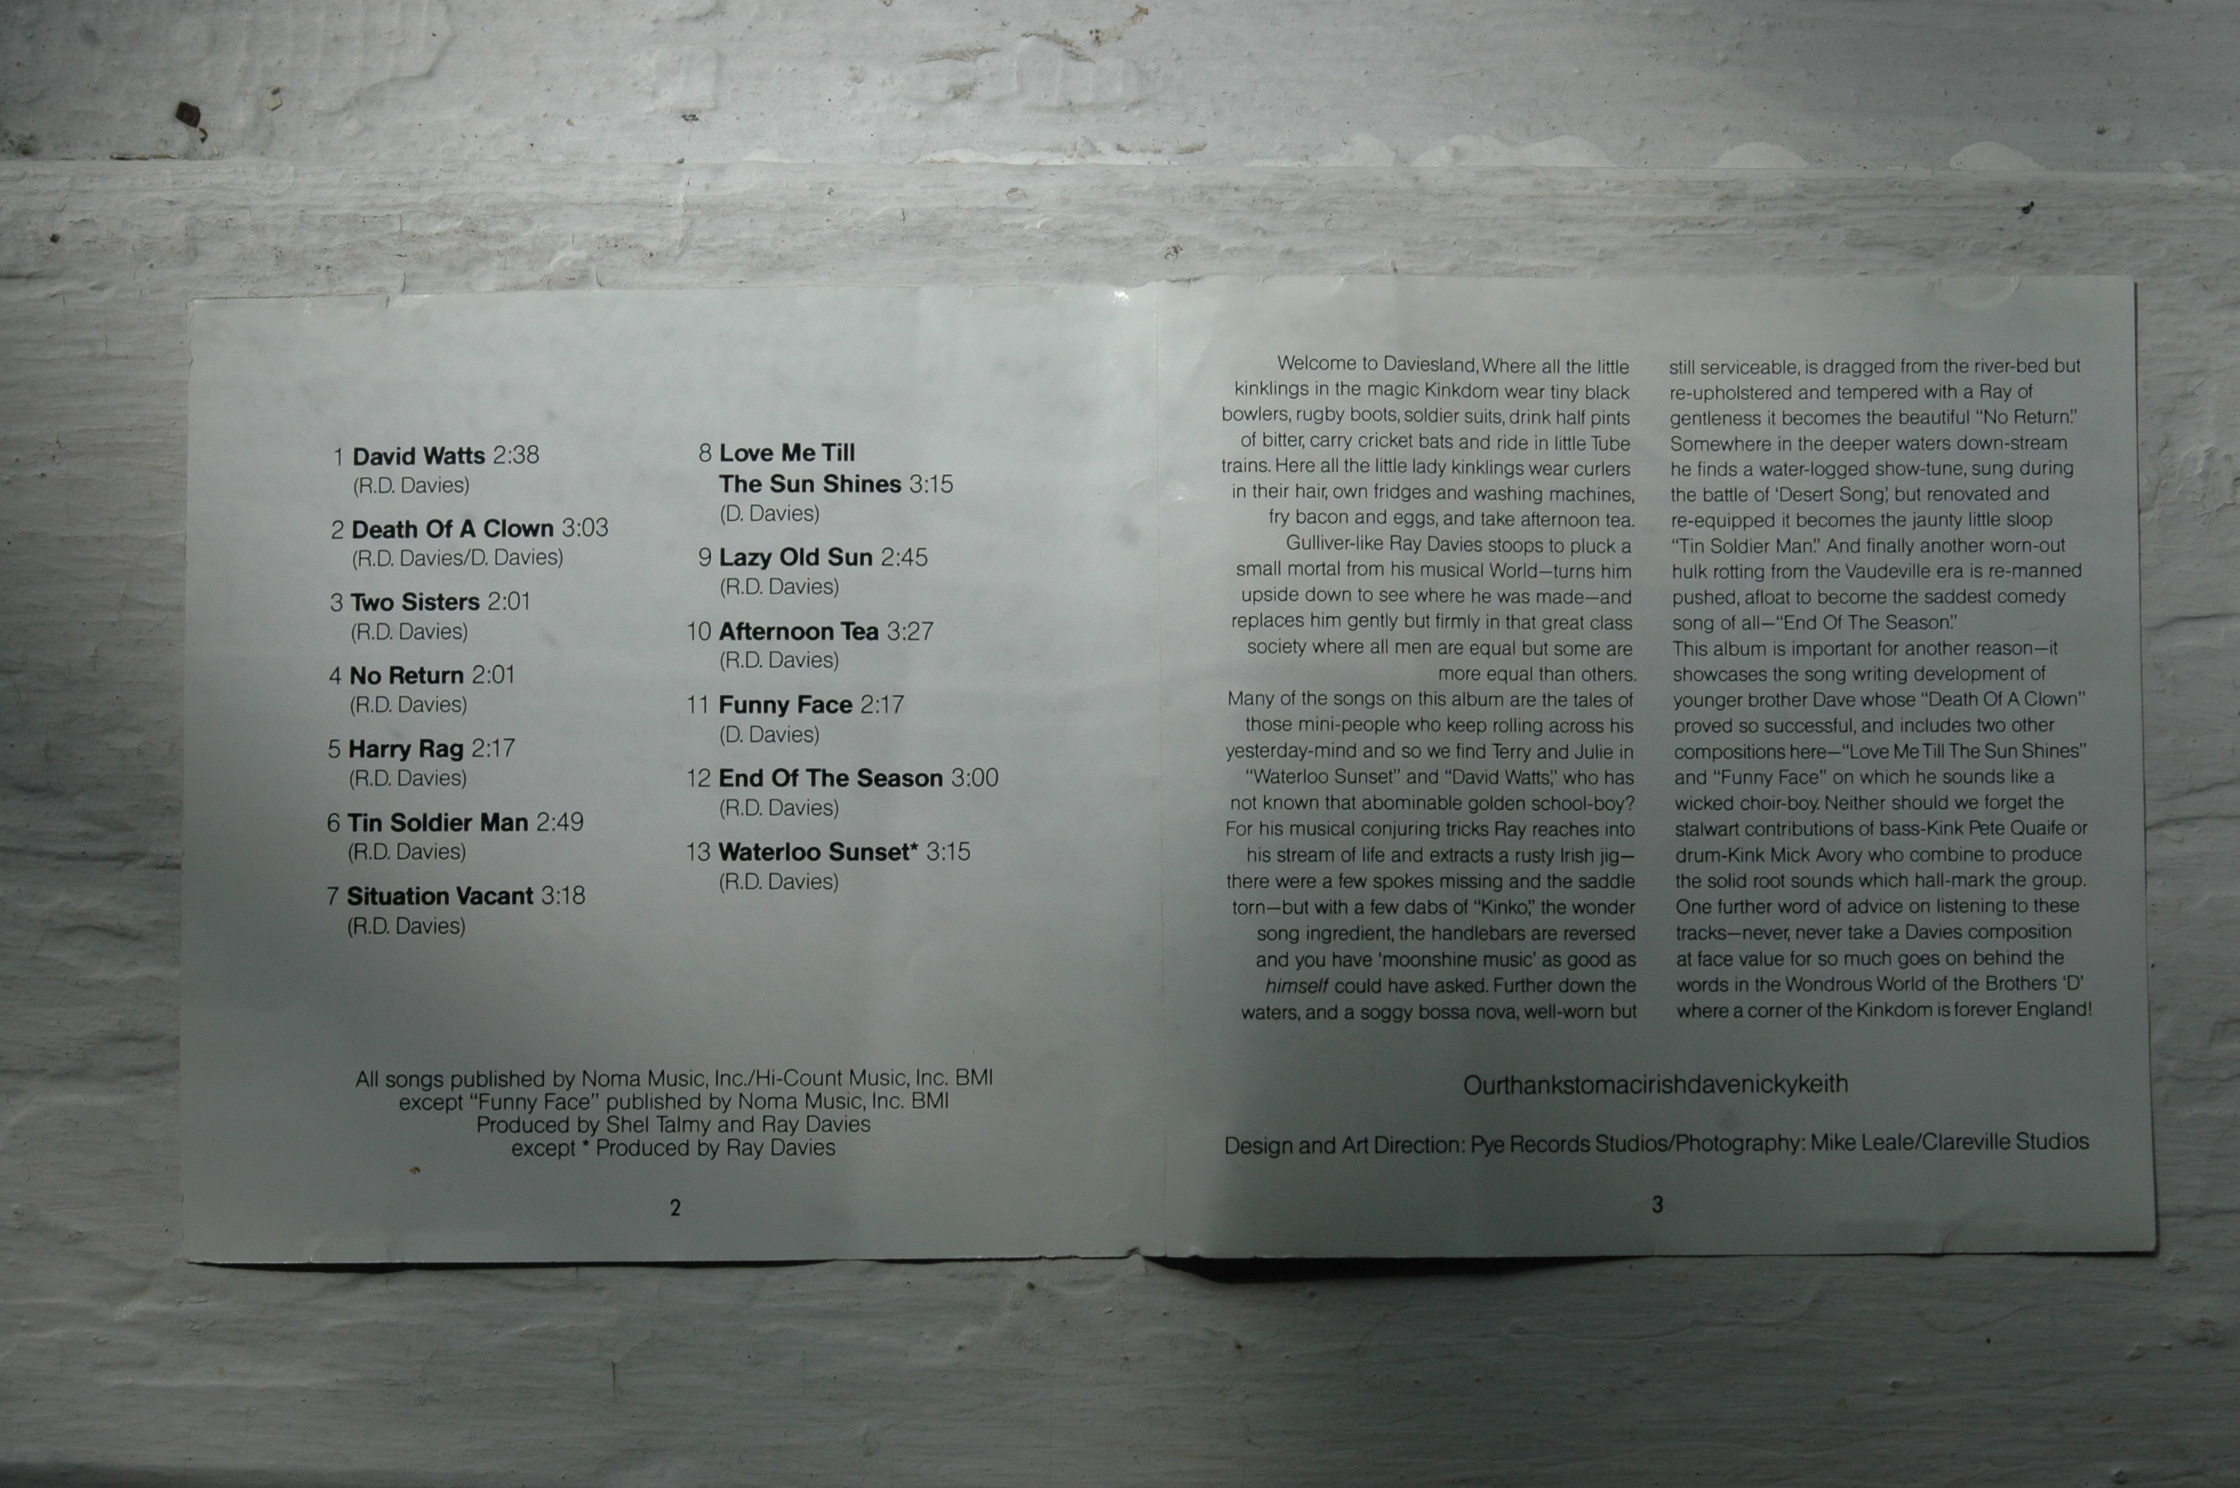 1 David Watts 2:38
(R.D. Davies)
2 Death Of A Clown 3:03
(R.D. Davies/D. Davies)
3 Two Sisters 2:01
(R.D. Davies)
4 No Return 2:01
(R.D. Davies)
5 Harry Rag 2:17
(R.D. Davies)
6 Tin Soldier Man 2:49
(R.D. Davies)
7 Situation Vacant 3:18
(R.D. Davies)
8 Love Me Till
The Sun Shines 3:15
(D. Davies)
9 Lazy Old Sun 2:45
(R.D. Davies)
10 Afternoon Tea 3:27
(R.D. Davies)
11 Funny Face 2:17
(D. Davies)
12 End Of The Season 3:00
(R.D. Davies)
13 Waterloo Sunset* 3:15
(R.D. Davies)
All songs published by Noma Music, Inc./Hi-Count Music, Inc. BMI
except “Funny Face” published by Noma Music, Inc. BMI
Produced by Shel Talmy and Ray Davies
except * Produced by Ray Davies
2
Welcome to Daviesland, Where all the little
kinklings in the magic Kinkdom wear tiny black
bowlers, rugby boots, soldier suits, drink half pints
of bitter, carry cricket bats and ride in little Tube
trains. Here all the little lady kinklings wear curlers
in their hair, own fridges and washing machines,
fry bacon and eggs, and take afternoon tea.
Gulliver-like Ray Davies stoops to pluck a
small mortal from his musical World—turns him
upside down to see where he was made—and
replaces him gently but firmly in that great class
society where all men are equal but some are
more equal than others.
Many of the songs on this album are the tales of
those mini-people who keep rolling across his
yesterday-mind and so we find Terry and Julie in
“Waterloo Sunset” and “David Watts,” who has
not known that abominable golden school-boy?
For his musical conjuring tricks Ray reaches into
his stream of life and extracts a rusty Irish jig—
there were a few spokes missing and the saddle
torn—but with a few dabs of “Kinko,” the wonder
song ingredient, the handlebars are reversed
and you have ‘moonshine music’ as good as
himself could have asked. Further down the
waters, and a soggy bossa nova, well-worn but
still serviceable, is dragged from the river-bed but
re-upholstered and tempered with a Ray of
gentleness it becomes the beautiful “No Return.”
Somewhere in the deeper waters down-stream
he finds a water-logged show-tune, sung during
the battle of ‘Desert Song,’ but renovated and
re-equipped it becomes the jaunty little sloop
“Tin Soldier Man.” And finally another worn-out
hulk rotting from the Vaudeville era is re-manned
pushed, afloat to become the saddest comedy
song of all—“End Of The Season.”
This album is important for another reason—it
showcases the song writing development of
younger brother Dave whose “Death Of A Clown”
proved so successful, and includes two other
compositions here—“Love Me Till The Sun Shines”
and “Funny Face” on which he sounds like a
wicked choir-boy. Neither should we forget the
stalwart contributions of bass-Kink Pete Quaife or
drum-Kink Mick Avory who combine to produce
the solid root sounds which hall-mark the group.
One further word of advice on listening to these
tracks—never, never take a Davies composition
at face value for so much goes on behind the
words in the Wondrous World of the Brothers ‘D’
where a corner of the Kinkdom is forever England!
Ourthankstomacirishdavenickykeith
Design and Art Direction: Pye Records Studios/Photography: Mike Leale/Clareville Studios
3